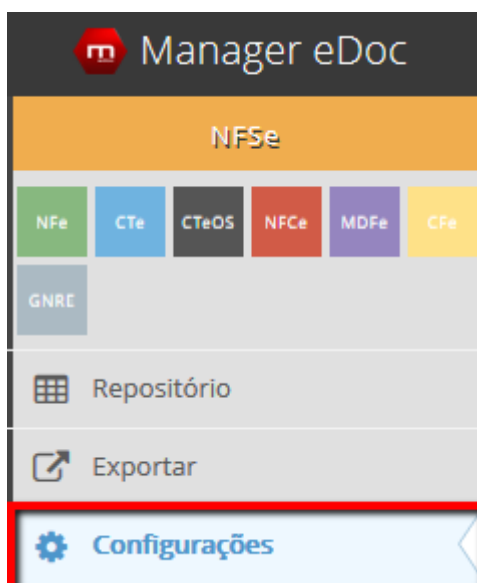 Manager eDoc
NFSe
NFe CTe CTeOS NFCe MDFe CFe
GNRE
Repositório
Exportar
Configurações